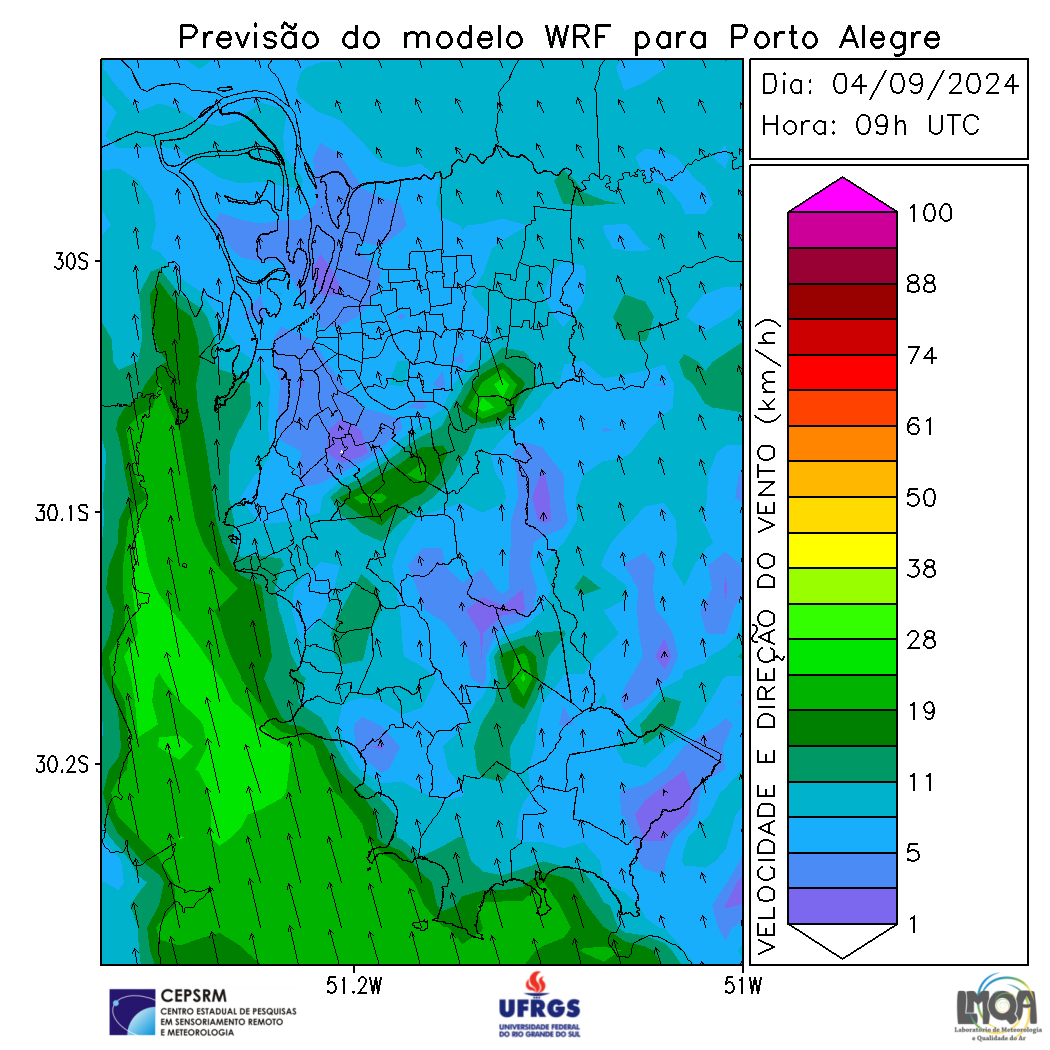 Previsão do modelo WRF para Porto Alegre
Dia: 04/09/2024
Hora: 09h UTC
30S
30.1S
30.2S
51.2W
51W
VELOCIDADE E DIREÇÃO DO VENTO (km/h)
100
88
74
61
50
38
28
19
11
5
1
CEPSRM
CENTRO ESTADUAL DE PESQUISAS
EM SENSORIAMENTO REMOTO
E METEOROLOGIA
UFRGS
UNIVERSIDADE FEDERAL
DO RIO GRANDE DO SUL
LMQA
Laboratório de Meteorologia
e Qualidade do Ar